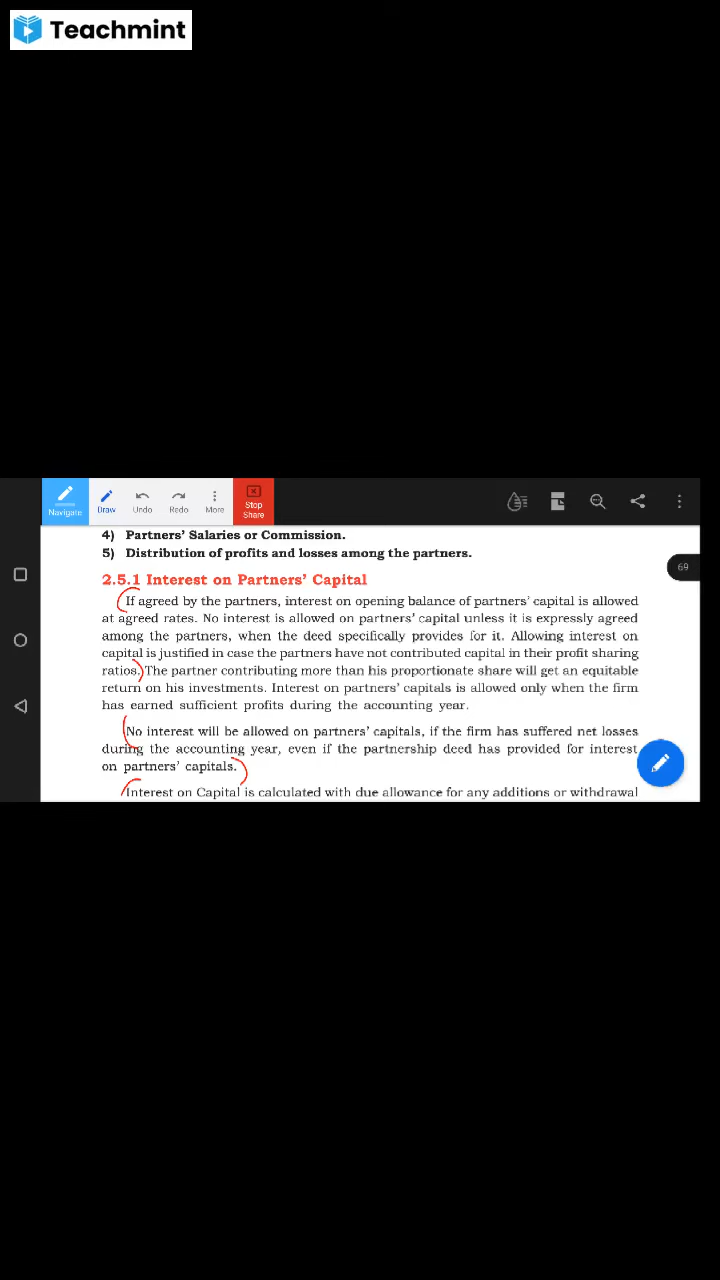 Teachmint
Navigate
Draw
Undo
Redo
More
Stop
Share
4) Partners' Salaries or Commission.
5) Distribution of profits and losses among the partners.
69
2.5.1 Interest on Partners' Capital
If agreed by the partners, interest on opening balance of partners' capital is allowed
at agreed rates. No interest is allowed on partners' capital unless it is expressly agreed
among the partners, when the deed specifically provides for it. Allowing interest on
capital is justified in case the partners have not contributed capital in their profit sharing
ratios. The partner contributing more than his proportionate share will get an equitable
return on his investments. Interest on partners' capitals is allowed only when the firm
has earned sufficient profits during the accounting year.
No interest will be allowed on partners' capitals, if the firm has suffered net losses
during the accounting year, even if the partnership deed has provided for interest
on partners' capitals.
Interest on Capital is calculated with due allowance for any additions or withdrawal